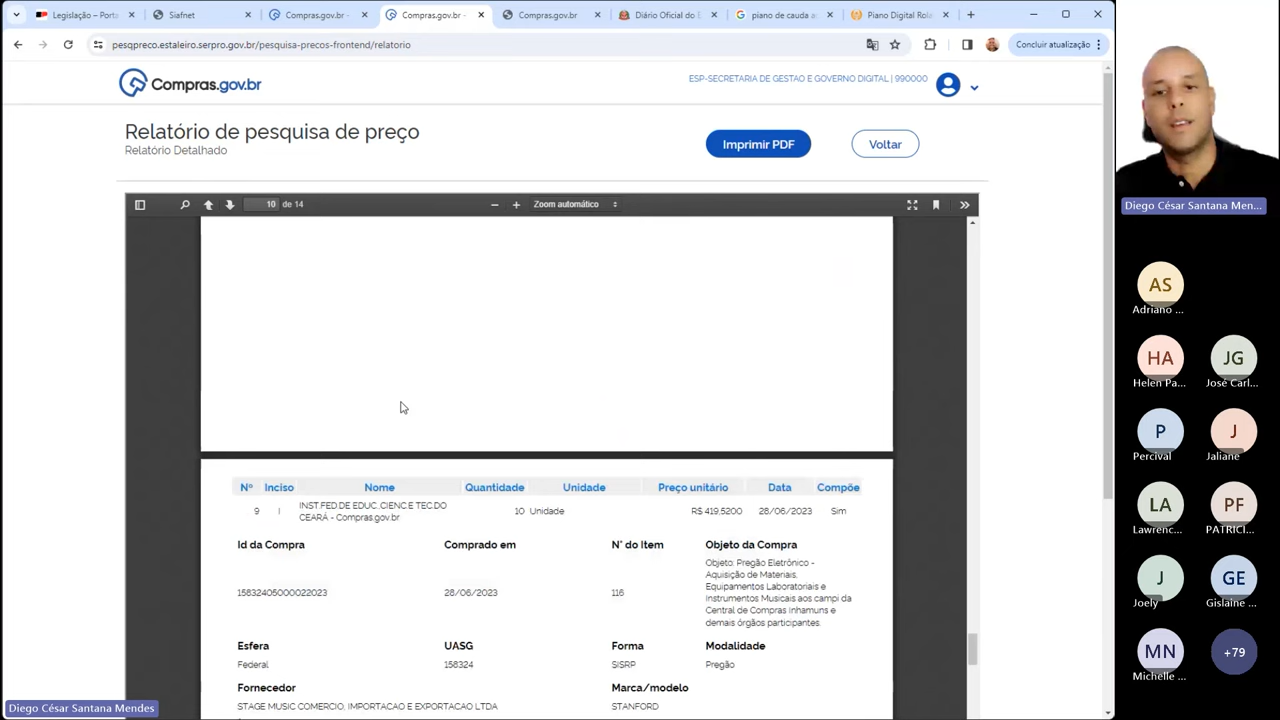 Legislação – Porta
Siafnet
Compras.gov.br -
Compras.gov.br -
Compras.gov.br
Diário Oficial do E
piano de cauda ac
Piano Digital Rola
pesqpreco.estaleiro.serpro.gov.br/pesquisa-precos-frontend/relatorio
Concluir atualização
Compras.gov.br
ESP-SECRETARIA DE GESTAO E GOVERNO DIGITAL | 990000
Relatório de pesquisa de preço
Relatório Detalhado
Imprimir PDF
Voltar
10 de 14
Zoom automático
Nº Inciso Nome Quantidade Unidade Preço unitário Data Compõe
9 I INST.FED.DE EDUC.,CIENC.E TEC.DO CEARÁ - Compras.gov.br 10 Unidade R$ 419,5200 28/06/2023 Sim
Id da Compra Comprado em N° do Item Objeto da Compra
15832405000022023 28/06/2023 116
Objeto: Pregão Eletrônico -
Aquisição de Materiais,
Equipamentos Laboratoriais e
Instrumentos Musicais aos campi da
Central de Compras Inhamuns e
demais órgãos participantes.
Esfera UASG Forma Modalidade
Federal 158324 SISRP Pregão
Fornecedor Marca/modelo
STAGE MUSIC COMERCIO, IMPORTACAO E EXPORTACAO LTDA STANFORD
Diego César Santana Mendes
Diego César Santana Men...
AS
Adriano ...
HA JG
Helen Pa... José Carl...
P J
Percival Jaliane
LA PF
Lawrenc... PATRICI...
J GE
Joely Gislaine ...
MN +79
Michelle ...